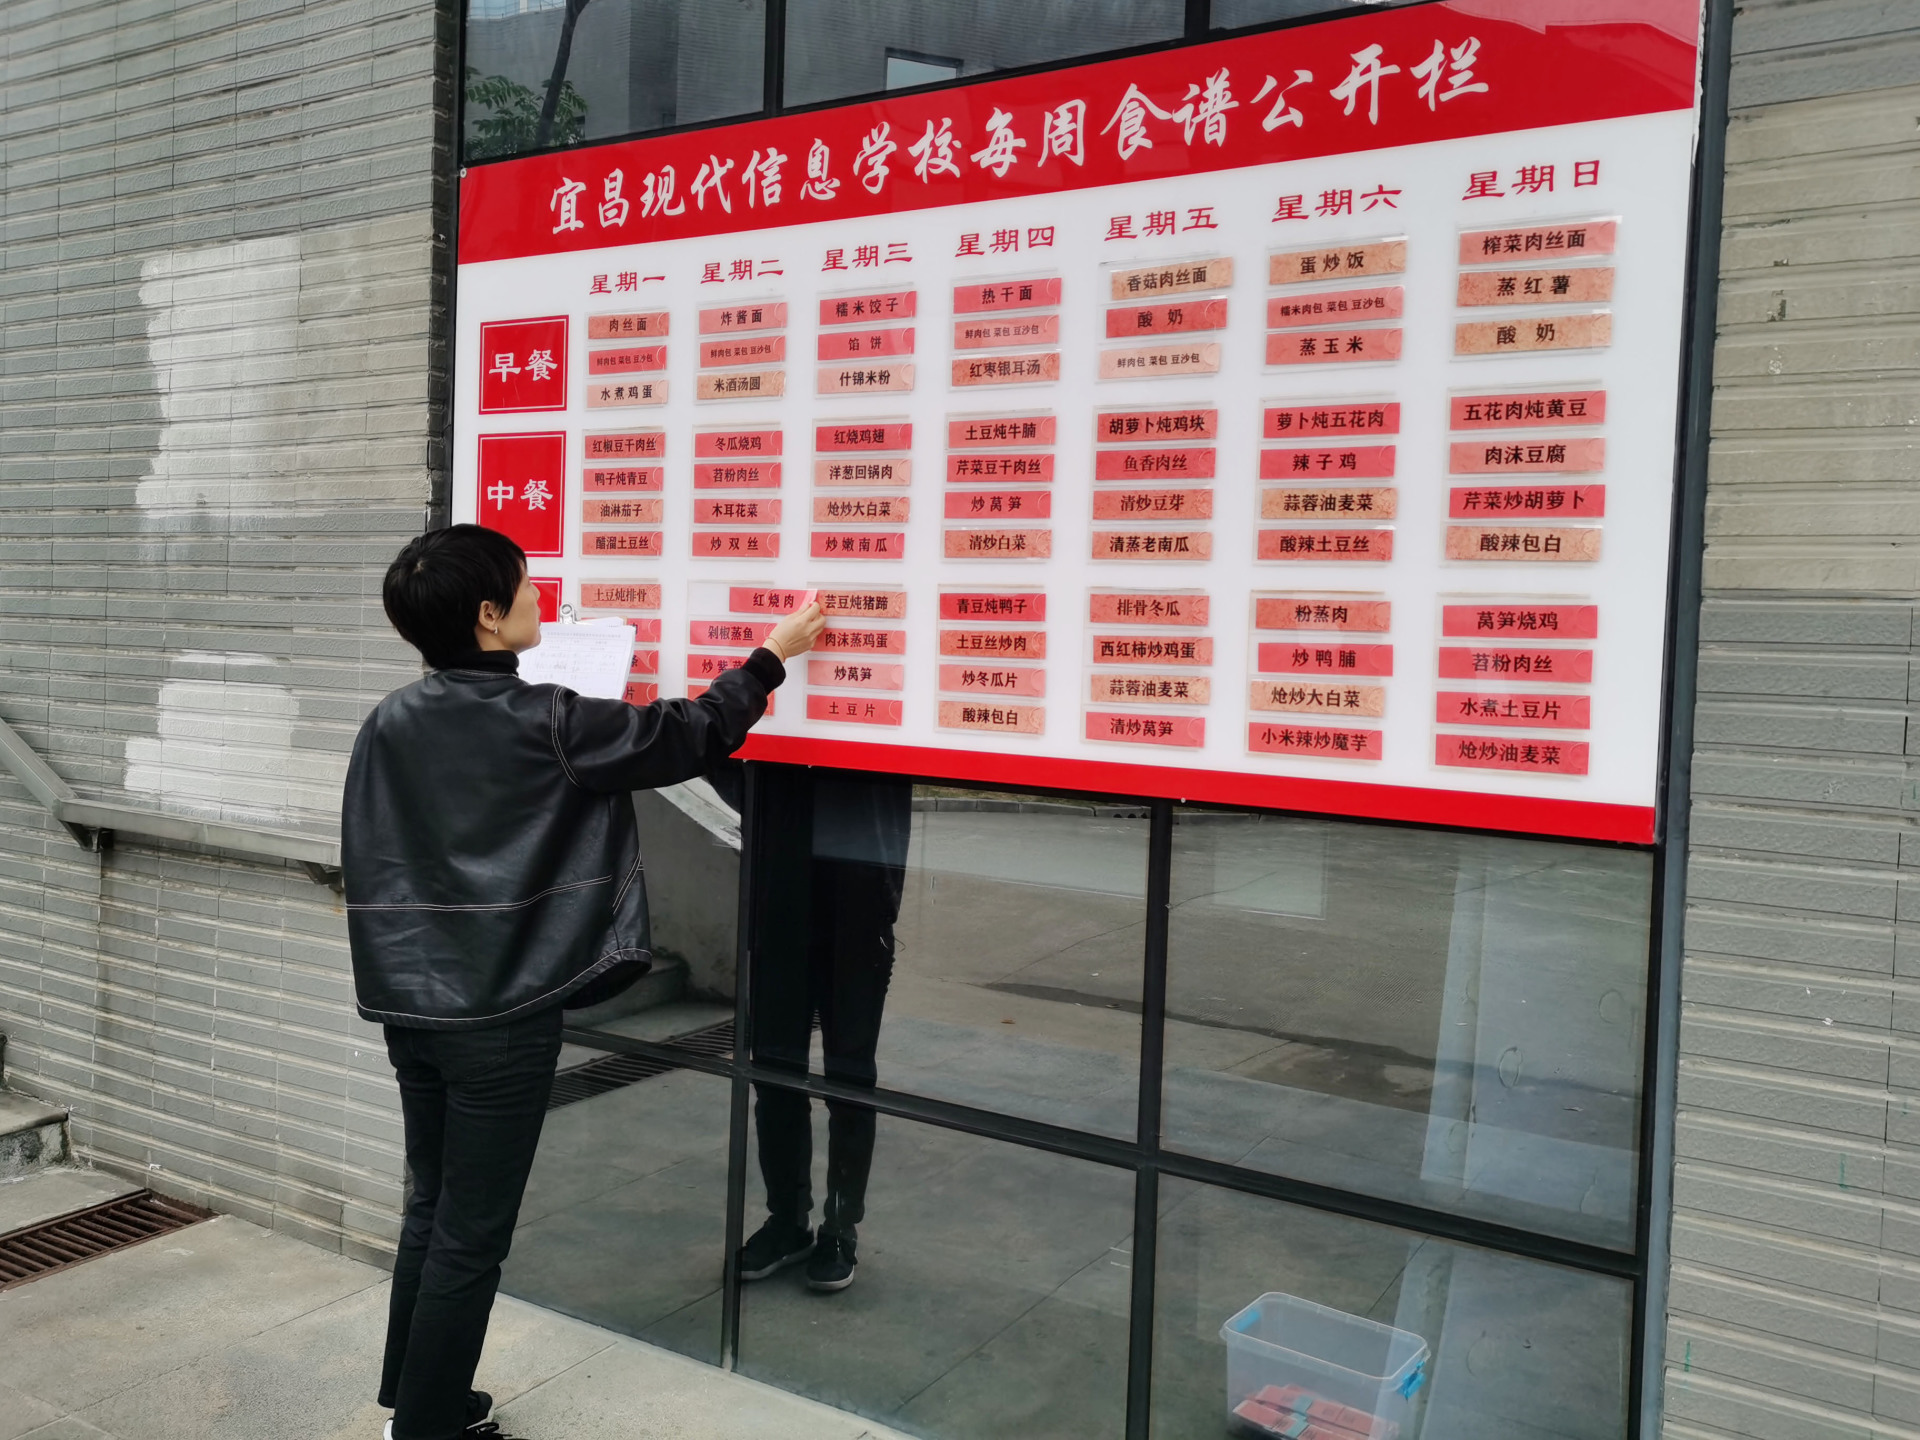 宜昌现代信息学校每周食谱公开栏
星期一 星期二 星期三 星期四 星期五 星期六 星期日
早餐
肉丝面 炸酱面 糯米饺子 热干面 香菇肉丝面 蛋炒饭 榨菜肉丝面
鲜肉包 菜包 豆沙包 鲜肉包 菜包 豆沙包 馅饼 鲜肉包 菜包 豆沙包 酸奶 糯米肉包 菜包 豆沙包 蒸红薯
水煮鸡蛋 米酒汤圆 什锦米粉 红枣银耳汤 鲜肉包 菜包 豆沙包 蒸玉米 酸奶
中餐
红椒豆干肉丝 冬瓜烧鸡 红烧鸡翅 土豆炖牛腩 胡萝卜炖鸡块 萝卜炖五花肉 五花肉炖黄豆
鸭子炖青豆 苕粉肉丝 洋葱回锅肉 芹菜豆干肉丝 鱼香肉丝 辣子鸡 肉沫豆腐
油淋茄子 木耳花菜 炝炒大白菜 炒莴笋 清炒豆芽 蒜蓉油麦菜 芹菜炒胡萝卜
醋溜土豆丝 炒双丝 炒嫩南瓜 清炒白菜 清蒸老南瓜 酸辣土豆丝 酸辣包白
土豆炖排骨 红烧肉 芸豆炖猪蹄 青豆炖鸭子 排骨冬瓜 粉蒸肉 莴笋烧鸡
剁椒蒸鱼 肉沫蒸鸡蛋 土豆丝炒肉 西红柿炒鸡蛋 炒鸭脯 苕粉肉丝
条 炒紫 炒莴笋 炒冬瓜片 蒜蓉油麦菜 炝炒大白菜 水煮土豆片
片 土豆片 酸辣包白 清炒莴笋 小米辣炒魔芋 炝炒油麦菜